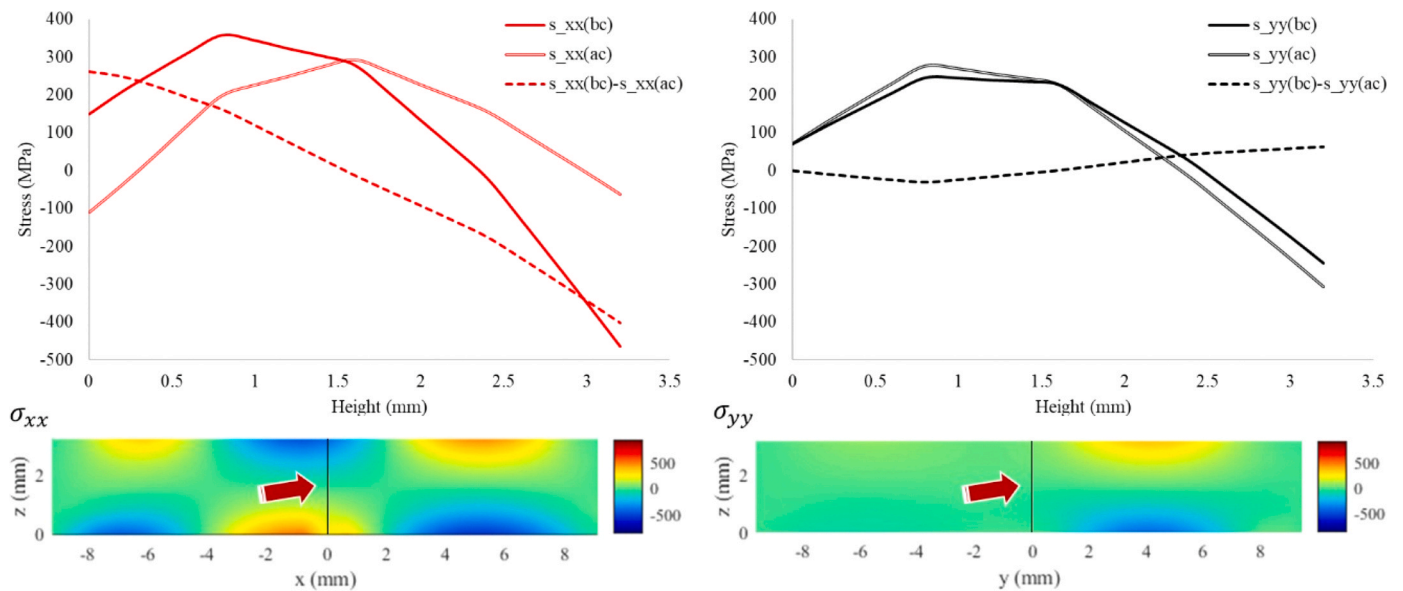 400
300
200
100
0
-100
-200
-300
-400
-500
Stress (MPa)
s_xx(bc)
s_xx(ac)
s_xx(bc)-s_xx(ac)
0 0.5 1 1.5 2 2.5 3 3.5
Height (mm)
400
300
200
100
0
-100
-200
-300
-400
-500
Stress (MPa)
s_yy(bc)
s_yy(ac)
s_yy(bc)-s_yy(ac)
0 0.5 1 1.5 2 2.5 3 3.5
Height (mm)
σxx
z (mm)
2
0
-8 -6 -4 -2 0 2 4 6 8
x (mm)
500
0
-500
σyy
z (mm)
2
0
-8 -6 -4 -2 0 2 4 6 8
y (mm)
500
0
-500